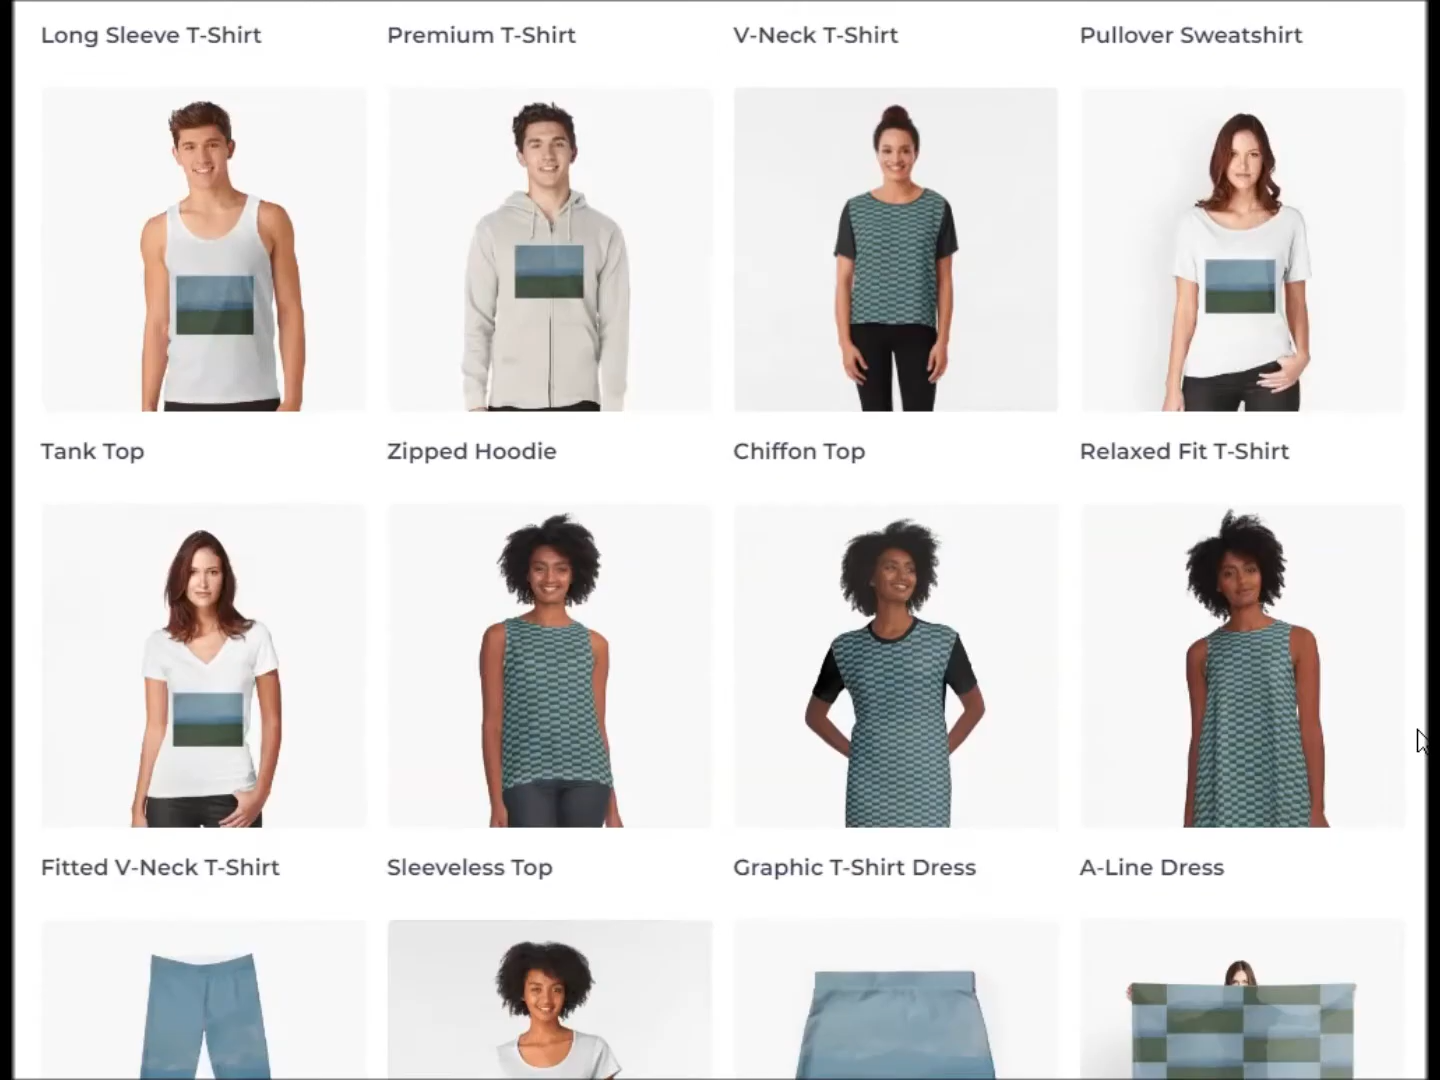 Long Sleeve T-Shirt
Premium T-Shirt
V-Neck T-Shirt
Pullover Sweatshirt
Tank Top
Zipped Hoodie
Chiffon Top
Relaxed Fit T-Shirt
Fitted V-Neck T-Shirt
Sleeveless Top
Graphic T-Shirt Dress
A-Line Dress